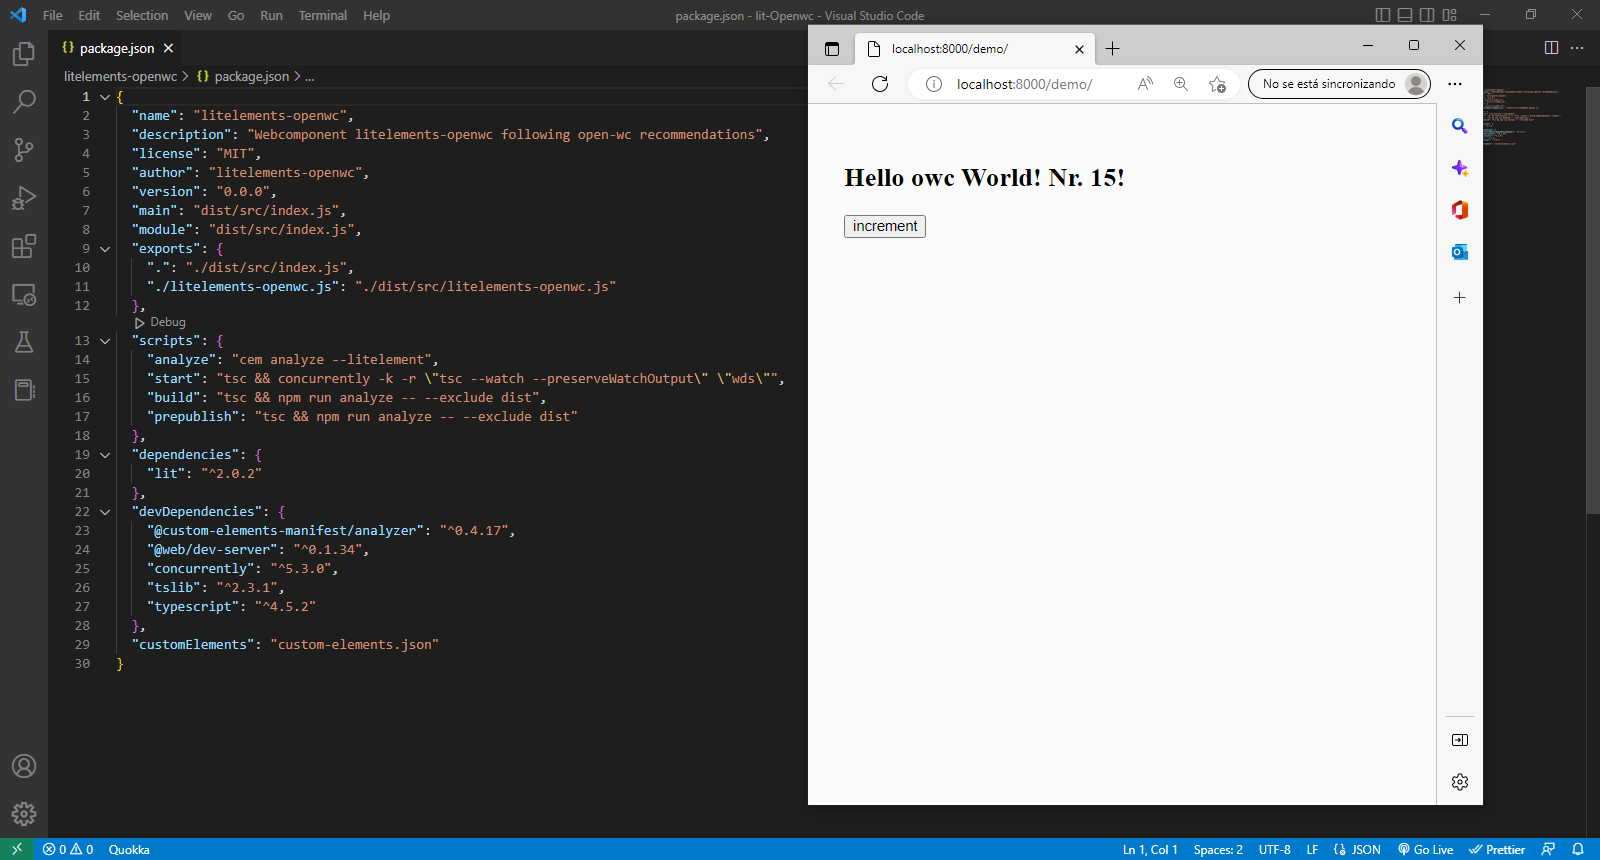 File Edit Selection View Go Run Terminal Help
package.json - lit-Openwc - Visual Studio Code
{} package.json
litelements-openwc > {} package.json > ...
1 {
2 "name": "litelements-openwc",
3 "description": "Webcomponent litelements-openwc following open-wc recommendations",
4 "license": "MIT",
5 "author": "litelements-openwc",
6 "version": "0.0.0",
7 "main": "dist/src/index.js",
8 "module": "dist/src/index.js",
9 "exports": {
10 ".": "./dist/src/index.js",
11 "./litelements-openwc.js": "./dist/src/litelements-openwc.js"
12 },
Debug
13 "scripts": {
14 "analyze": "cem analyze --litelement",
15 "start": "tsc && concurrently -k -r \"tsc --watch --preserveWatchOutput\" \"wds\"",
16 "build": "tsc && npm run analyze -- --exclude dist",
17 "prepublish": "tsc && npm run analyze -- --exclude dist"
18 },
19 "dependencies": {
20 "lit": "^2.0.2"
21 },
22 "devDependencies": {
23 "@custom-elements-manifest/analyzer": "^0.4.17",
24 "@web/dev-server": "^0.1.34",
25 "concurrently": "^5.3.0",
26 "tslib": "^2.3.1",
27 "typescript": "^4.5.2"
28 },
29 "customElements": "custom-elements.json"
30 }
localhost:8000/demo/
localhost:8000/demo/
No se está sincronizando
Hello owc World! Nr. 15!
increment
0 0 Quokka
Ln 1, Col 1 Spaces: 2 UTF-8 LF {} JSON Go Live Prettier